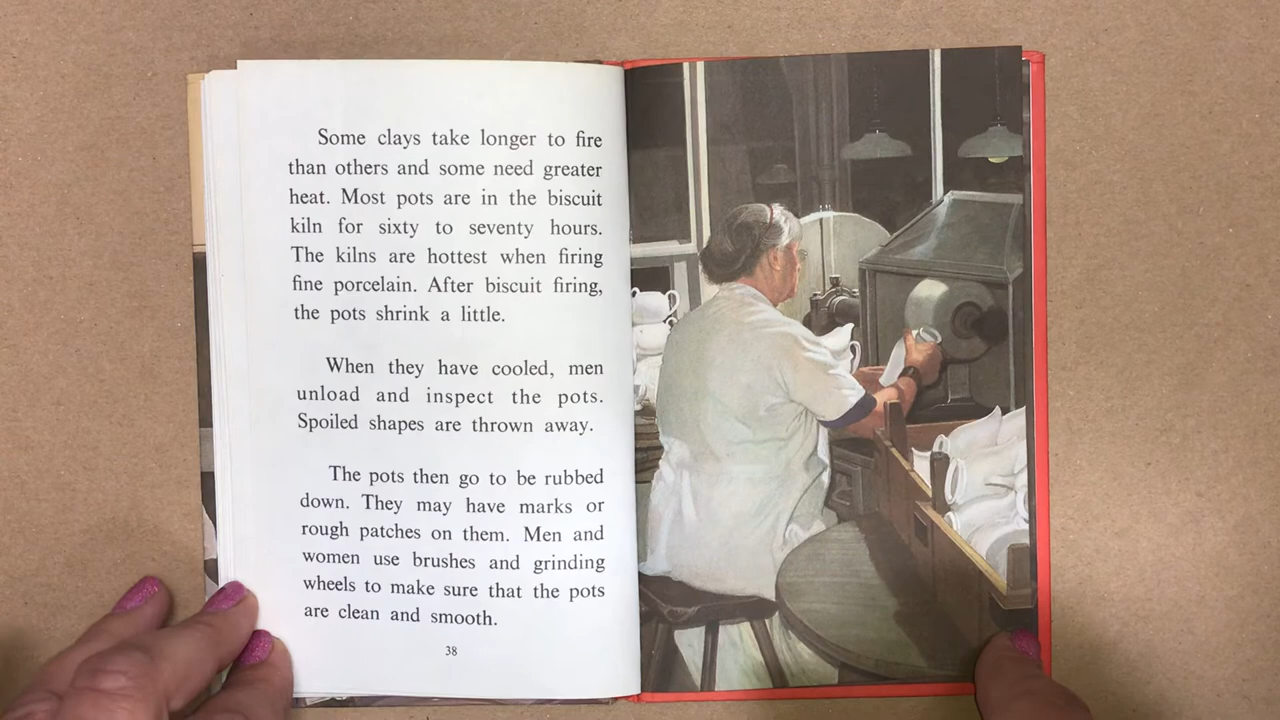 Some clays take longer to fire
than others and some need greater
heat. Most pots are in the biscuit
kiln for sixty to seventy hours.
The kilns are hottest when firing
fine porcelain. After biscuit firing,
the pots shrink a little.
When they have cooled, men
unload and inspect the pots.
Spoiled shapes are thrown away.
The pots then go to be rubbed
down. They may have marks or
rough patches on them. Men and
women use brushes and grinding
wheels to make sure that the pots
are clean and smooth.
38